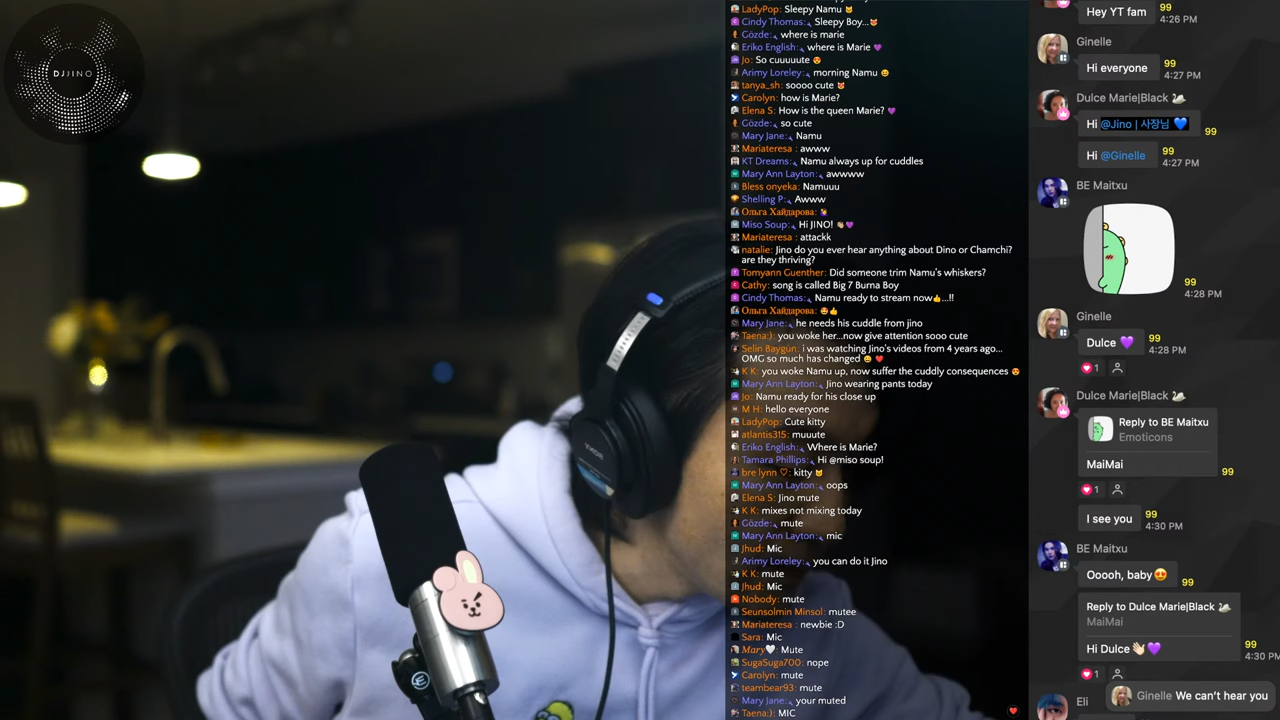 DJJINO
LadyPop: Sleepy Namu
Cindy Thomas: Sleepy Boy...
Gözde: where is marie
Eriko English: where is Marie
Jo: So cuuuuute
Arimy Loreley: morning Namu
tanya_sh: soooo cute
Carolyn: how is Marie?
Elena S: How is the queen Marie?
Gözde: so cute
Mary Jane: Namu
Mariateresa : awww
KT Dreams: Namu always up for cuddles
Mary Ann Layton: awwww
Bless onyeka: Namuuu
Shelling P: Awww
Ольга Хайдарова:
Miso Soup: Hi JINO!
Mariateresa : attackk
natalie: Jino do you ever hear anything about Dino or Chamchi?
are they thriving?
Tomyann Guenther: Did someone trim Namu's whiskers?
Cathy: song is called Big 7 Burna Boy
Cindy Thomas: Namu ready to stream now👍...!!
Ольга Хайдарова:
Mary Jane: he needs his cuddle from jino
Taena:): you woke her...now give attention sooo cute
Selin Baygün: i was watching Jino's videos from 4 years ago...
OMG so much has changed
K K: you woke Namu up, now suffer the cuddly consequences
Mary Ann Layton: Jino wearing pants today
Jo: Namu ready for his close up
M H: hello everyone
LadyPop: Cute kitty
atlantis315: muuute
Eriko English: Where is Marie?
Tamara Phillips: Hi @miso soup!
bre lynn ♡: kitty
Mary Ann Layton: oops
Elena S: Jino mute
K K: mixes not mixing today
Gözde: mute
Mary Ann Layton: mic
Jhud: Mic
Arimy Loreley: you can do it Jino
K K: mute
Jhud: Mic
Nobody: mute
Seunsolmin Minsol: mutee
Mariateresa : newbie :D
Sara: Mic
Mary🤍: Mute
SugaSuga700: nope
Carolyn: mute
teambear93: mute
Mary Jane: your muted
Taena:): MIC
Hey YT fam
99
4:26 PM
Ginelle
Hi everyone
99
4:27 PM
Dulce Marie|Black 🦢
Hi @Jino | 사장님 💙
99
Hi @Ginelle
99
4:27 PM
BE Maitxu
99
4:28 PM
Ginelle
Dulce 💜
99
4:28 PM
1
Dulce Marie|Black 🦢
Reply to BE Maitxu
Emoticons
MaiMai
99
1
I see you
99
4:30 PM
BE Maitxu
Ooooh, baby😍
99
Reply to Dulce Marie|Black 🦢
MaiMai
Hi Dulce👋🏻💜
99
4:30 PM
1
Eli
Ginelle We can't hear you